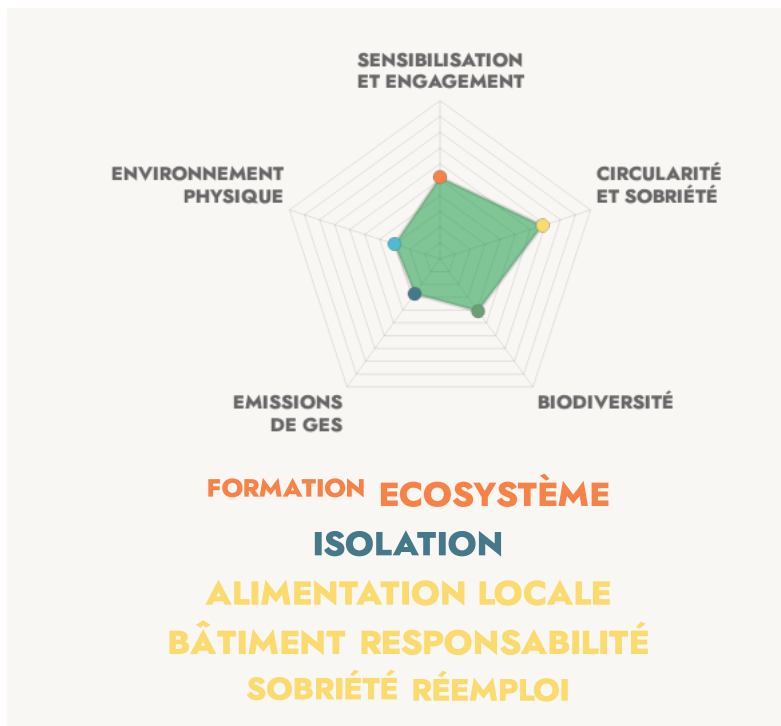 SENSIBILISATION
ET ENGAGEMENT
ENVIRONNEMENT
PHYSIQUE
CIRCULARITÉ
ET SOBRIÉTÉ
EMISSIONS
DE GES
BIODIVERSITÉ
FORMATION ECOSYSTÈME
ISOLATION
ALIMENTATION LOCALE
BÂTIMENT RESPONSABILITÉ
SOBRIÉTÉ RÉEMPLOI